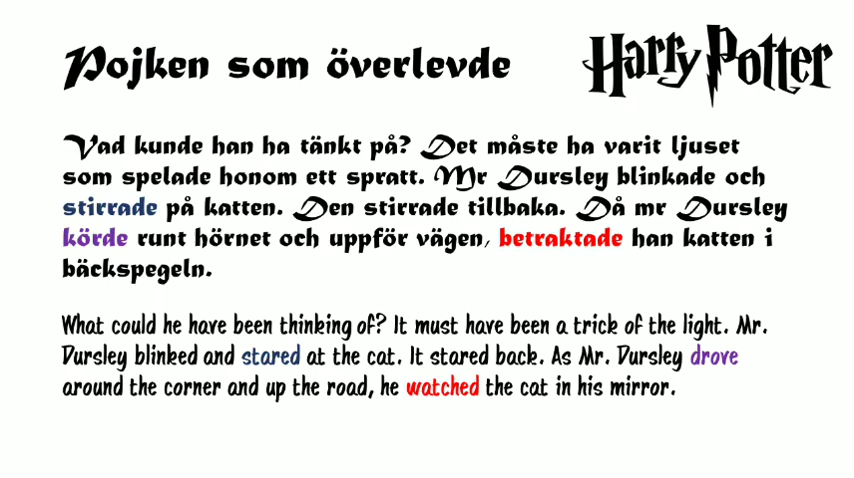 Pojken som överlevde
Harry Potter
Vad kunde han ha tänkt på? Det måste ha varit ljuset
som spelade honom ett spratt. Mr Dursley blinkade och
stirrade på katten. Den stirrade tillbaka. Då mr Dursley
körde runt hörnet och uppför vägen, betraktade han katten i
bäckspegeln.
What could he have been thinking of? It must have been a trick of the light. Mr.
Dursley blinked and stared at the cat. It stared back. As Mr. Dursley drove
around the corner and up the road, he watched the cat in his mirror.